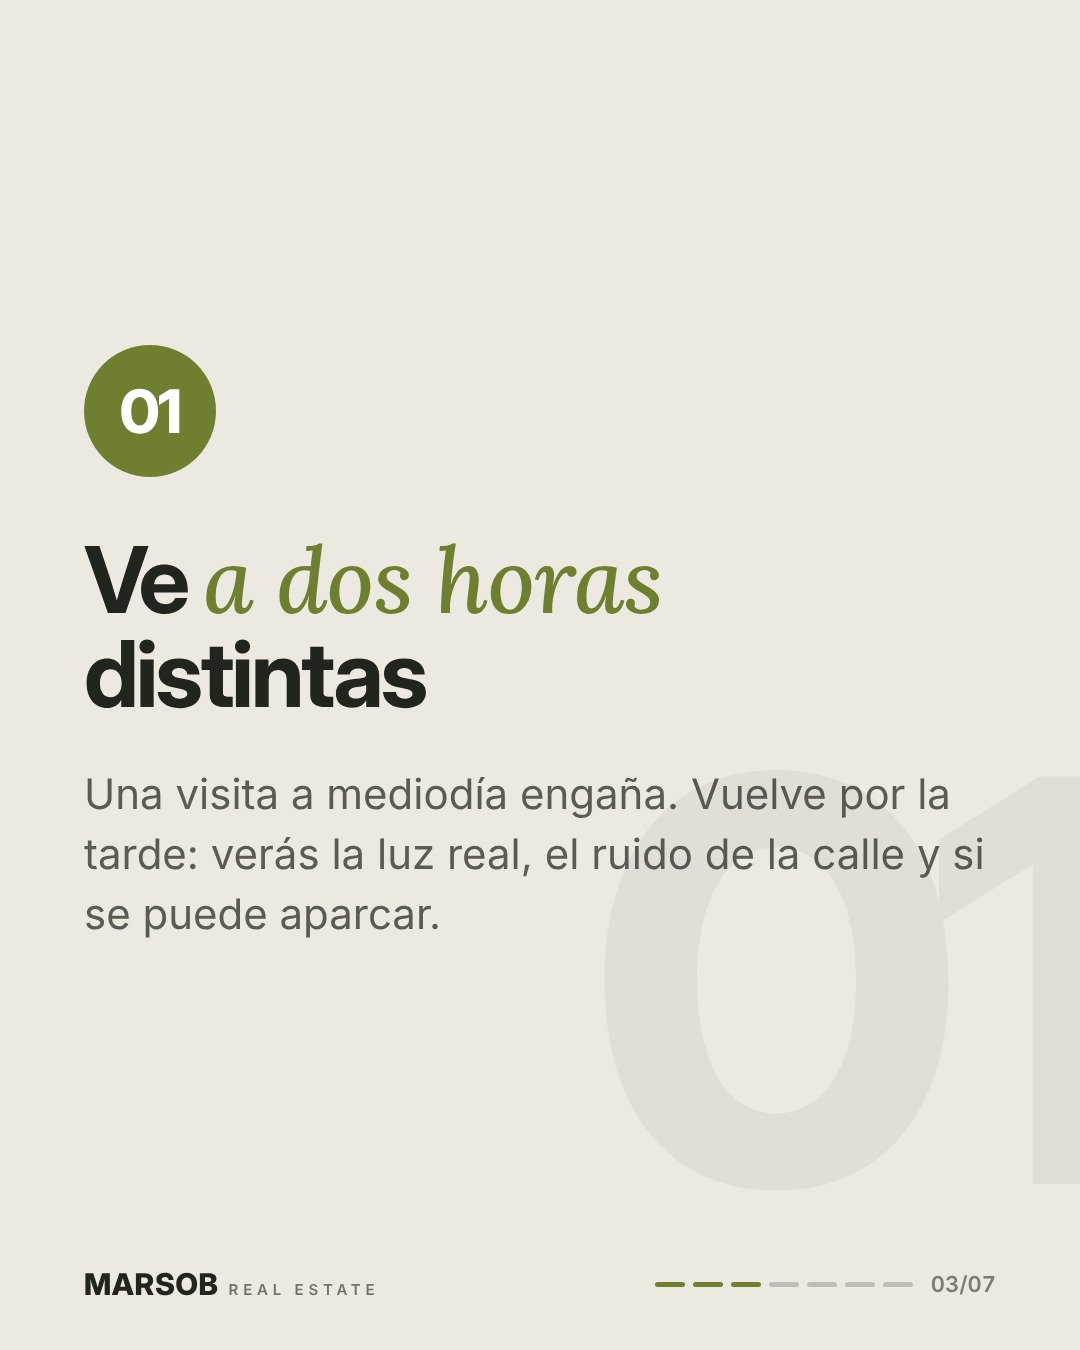 01
Ve a dos horas
distintas
Una visita a mediodía engaña. Vuelve por la
tarde: verás la luz real, el ruido de la calle y si
se puede aparcar.
01
MARSOB REAL ESTATE
03/07